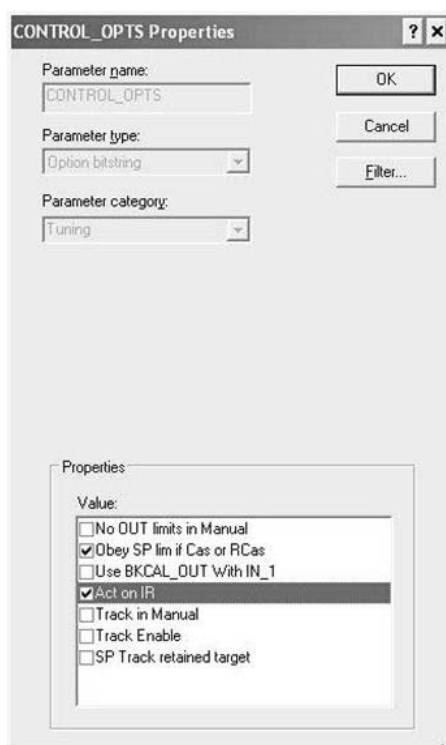 CONTROL_OPTS Properties
Parameter name:
CONTROL_OPTS
OK
Parameter type:
Option bitstring
Cancel
Filter...
Parameter category:
Tuning
Properties
Value:
No OUT limits in Manual
Obey SP lim if Cas or RCas
Use BKCAL_OUT With IN_1
Act on IR
Track in Manual
Track Enable
SP Track retained target